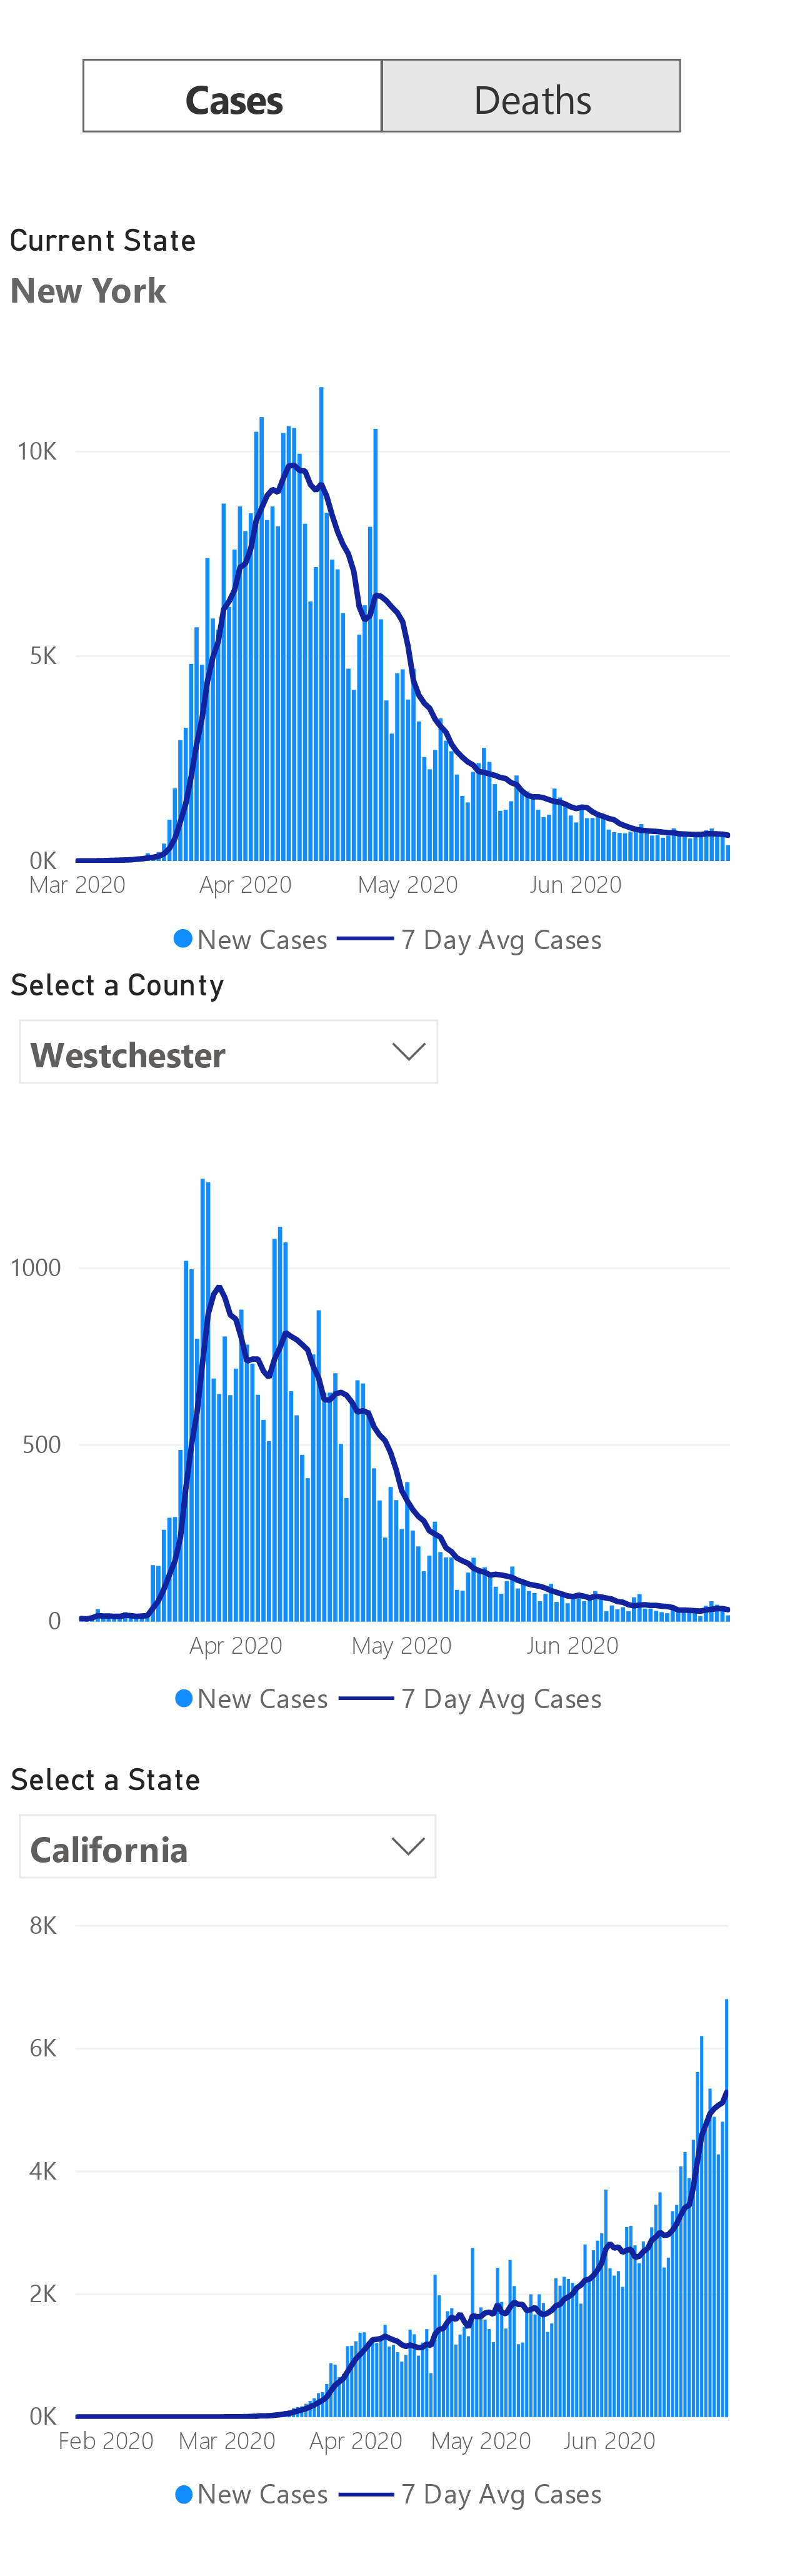 Cases Deaths
Current State
New York
10K
5K
0K
Mar 2020 Apr 2020 May 2020 Jun 2020
New Cases 7 Day Avg Cases
Select a County
Westchester
1000
500
0
Apr 2020 May 2020 Jun 2020
New Cases 7 Day Avg Cases
Select a State
California
8K
6K
4K
2K
0K
Feb 2020 Mar 2020 Apr 2020 May 2020 Jun 2020
New Cases 7 Day Avg Cases